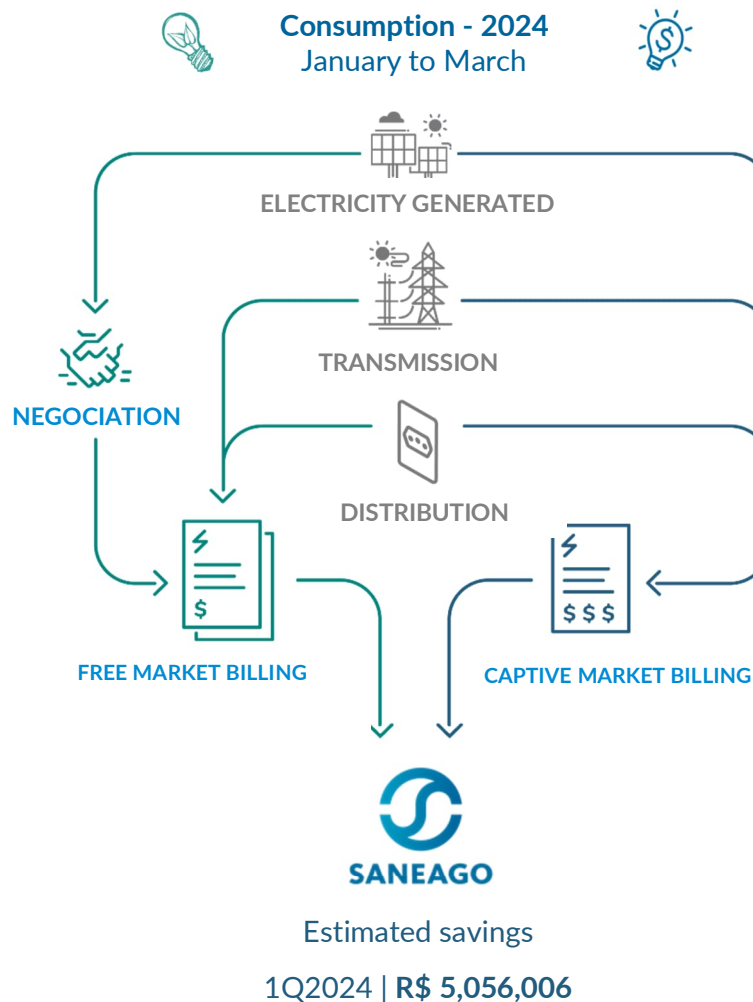 Consumption - 2024
January to March
ELECTRICITY GENERATED
TRANSMISSION
NEGOCIATION
DISTRIBUTION
$
$ $ $
FREE MARKET BILLING
CAPTIVE MARKET BILLING
SANEAGO
Estimated savings
1Q2024 | R$ 5,056,006